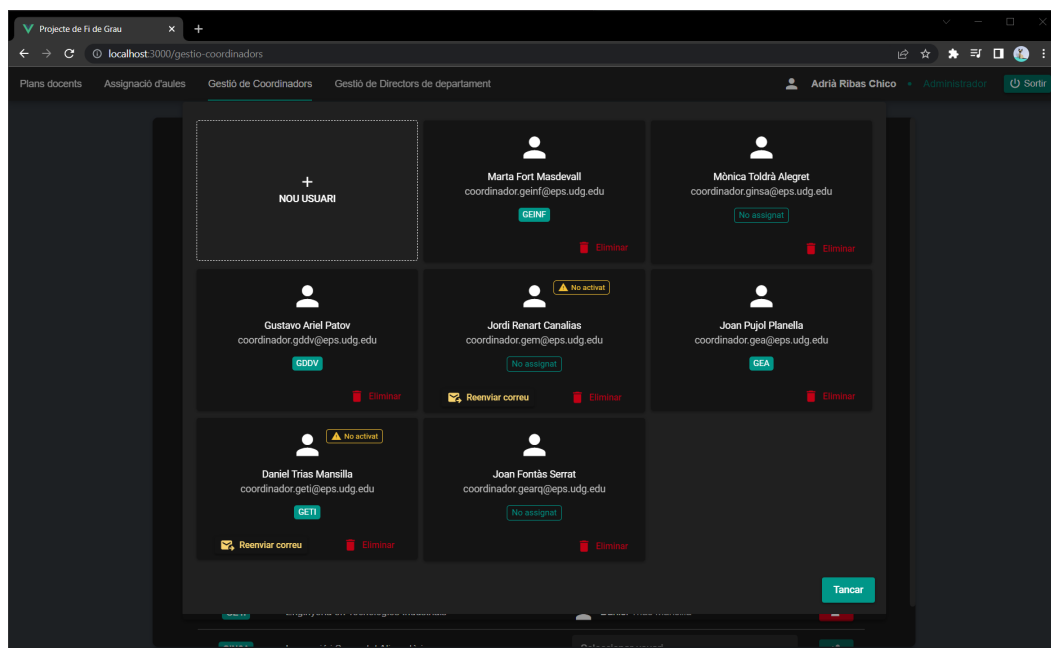 Projecte de Fi de Grau
localhost:3000/gestio-coordinadors
Plans docents
Assignació d'aules
Gestió de Coordinadors
Gestió de Directors de departament
Adrià Ribas Chico • Administrador
Sortir
+
NOU USUARI
Marta Fort Masdevall
coordinador.geinf@eps.udg.edu
GEINF
Eliminar
Mònica Toldrà Alegret
coordinador.ginsa@eps.udg.edu
No assignat
Eliminar
Gustavo Ariel Patov
coordinador.gddv@eps.udg.edu
GDDV
Eliminar
No activat
Jordi Renart Canalias
coordinador.gem@eps.udg.edu
No assignat
Reenviar correu
Eliminar
Joan Pujol Planella
coordinador.gea@eps.udg.edu
GEA
Eliminar
No activat
Daniel Trias Mansilla
coordinador.geti@eps.udg.edu
GETI
Reenviar correu
Eliminar
Joan Fontàs Serrat
coordinador.gearq@eps.udg.edu
No assignat
Eliminar
Tancar